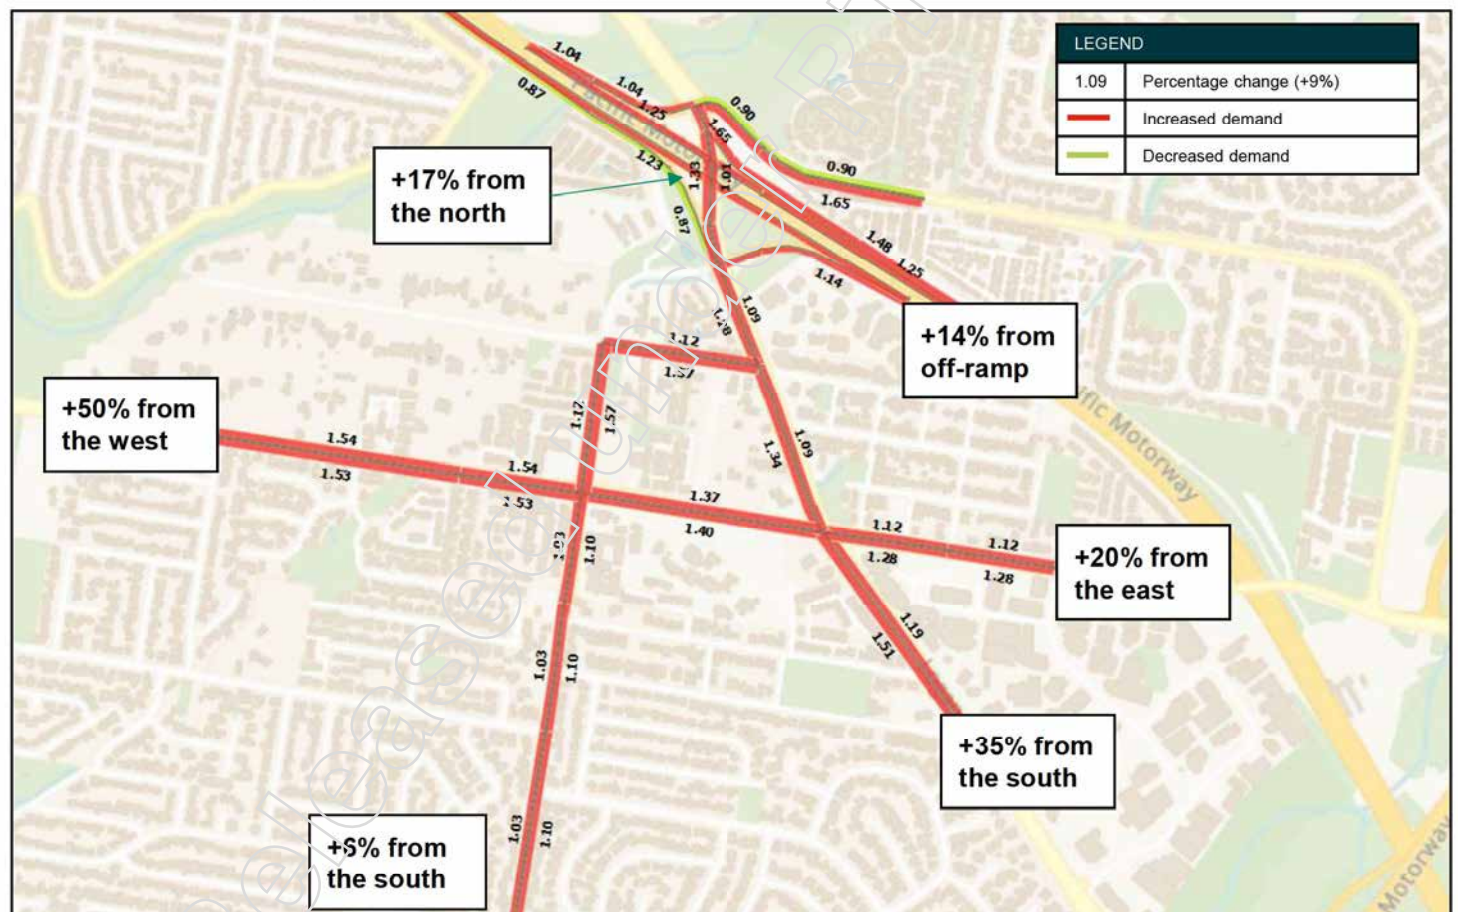 LEGEND
1.09 Percentage change (+9%)
Increased demand
Decreased demand
1.04
0.87
1.04
1.25
0.90
1.65
1.23
1.33
1.01
0.90
1.65
0.87
1.48
1.25
1.14
+17% from
the north
+14% from
off-ramp
1.09
1.12
1.17
1.57
+50% from
the west
1.54
1.53
1.54
1.53
1.37
1.40
1.34
1.09
1.12
1.28
1.12
1.28
+20% from
the east
Motorway
1.03
1.10
1.19
1.51
1.03
1.10
+35% from
the south
1.03
1.10
+6% from
the south
Motorway